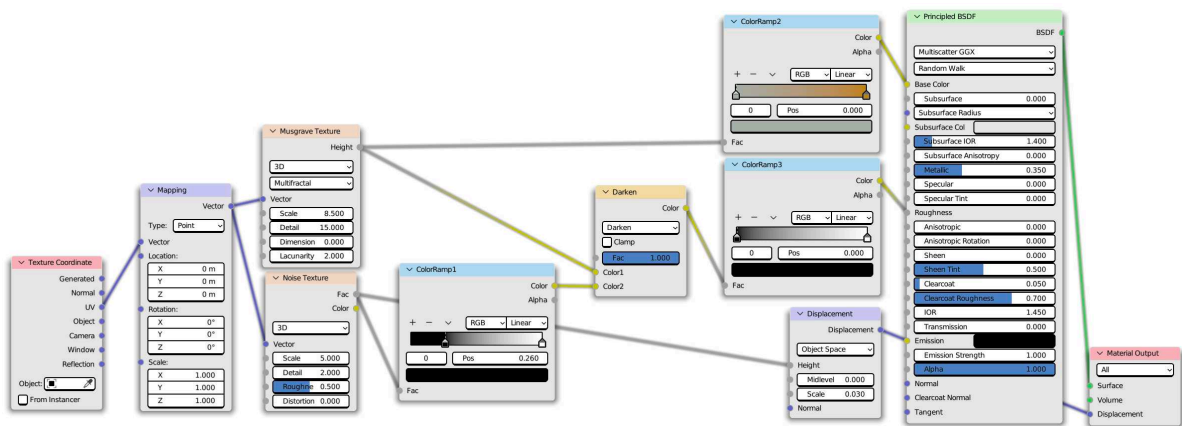 Texture Coordinate
Generated
Normal
UV
Object
Camera
Window
Reflection
Object:
From Instancer
Mapping
Vector
Type: Point
Vector
Location:
X 0 m
Y 0 m
Z 0 m
Rotation:
X 0°
Y 0°
Z 0°
Scale:
X 1.000
Y 1.000
Z 1.000
Musgrave Texture
Height
3D
Multifractal
Vector
Scale 8.500
Detail 15.000
Dimension 0.000
Lacunarity 2.000
Noise Texture
Fac
Color
3D
Vector
Scale 5.000
Detail 2.000
Roughne 0.500
Distortion 0.000
ColorRamp1
Color
Alpha
RGB Linear
0 Pos 0.260
Fac
Darken
Color
Darken
Clamp
Fac 1.000
Color1
Color2
ColorRamp2
Color
Alpha
RGB Linear
0 Pos 0.000
Fac
ColorRamp3
Color
Alpha
RGB Linear
0 Pos 0.000
Fac
Displacement
Displacement
Object Space
Height
Midlevel 0.000
Scale 0.030
Normal
Principled BSDF
BSDF
Multiscatter GGX
Random Walk
Base Color
Subsurface 0.000
Subsurface Radius
Subsurface Col
Subsurface IOR 1.400
Subsurface Anisotropy 0.000
Metallic 0.350
Specular 0.000
Specular Tint 0.000
Roughness
Anisotropic 0.000
Anisotropic Rotation 0.000
Sheen 0.000
Sheen Tint 0.500
Clearcoat 0.050
Clearcoat Roughness 0.700
IOR 1.450
Transmission 0.000
Emission
Emission Strength 1.000
Alpha 1.000
Normal
Clearcoat Normal
Tangent
Material Output
All
Surface
Volume
Displacement